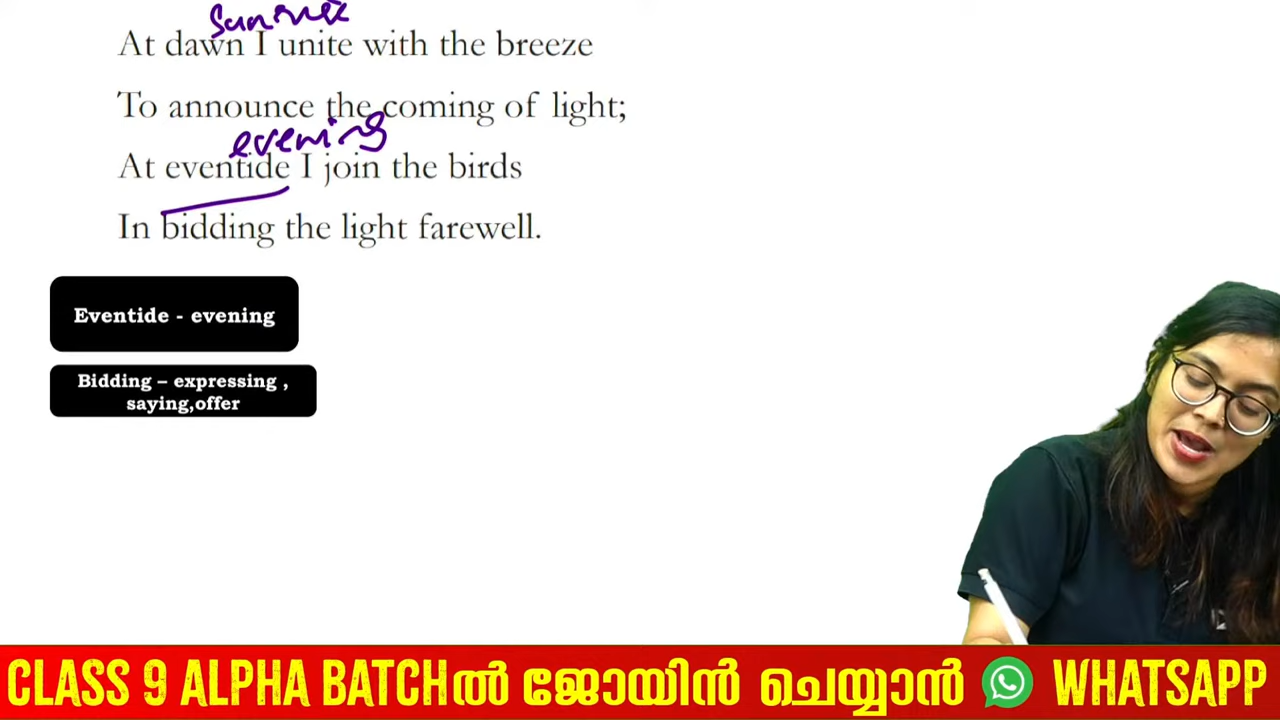 sunrise
At dawn I unite with the breeze
To announce the coming of light;
evening
At eventide I join the birds
In bidding the light farewell.
Eventide - evening
Bidding – expressing ,
saying,offer
CLASS 9 ALPHA BATCHൽ ജോയിൻ ചെയ്യാൻ WHATSAPP